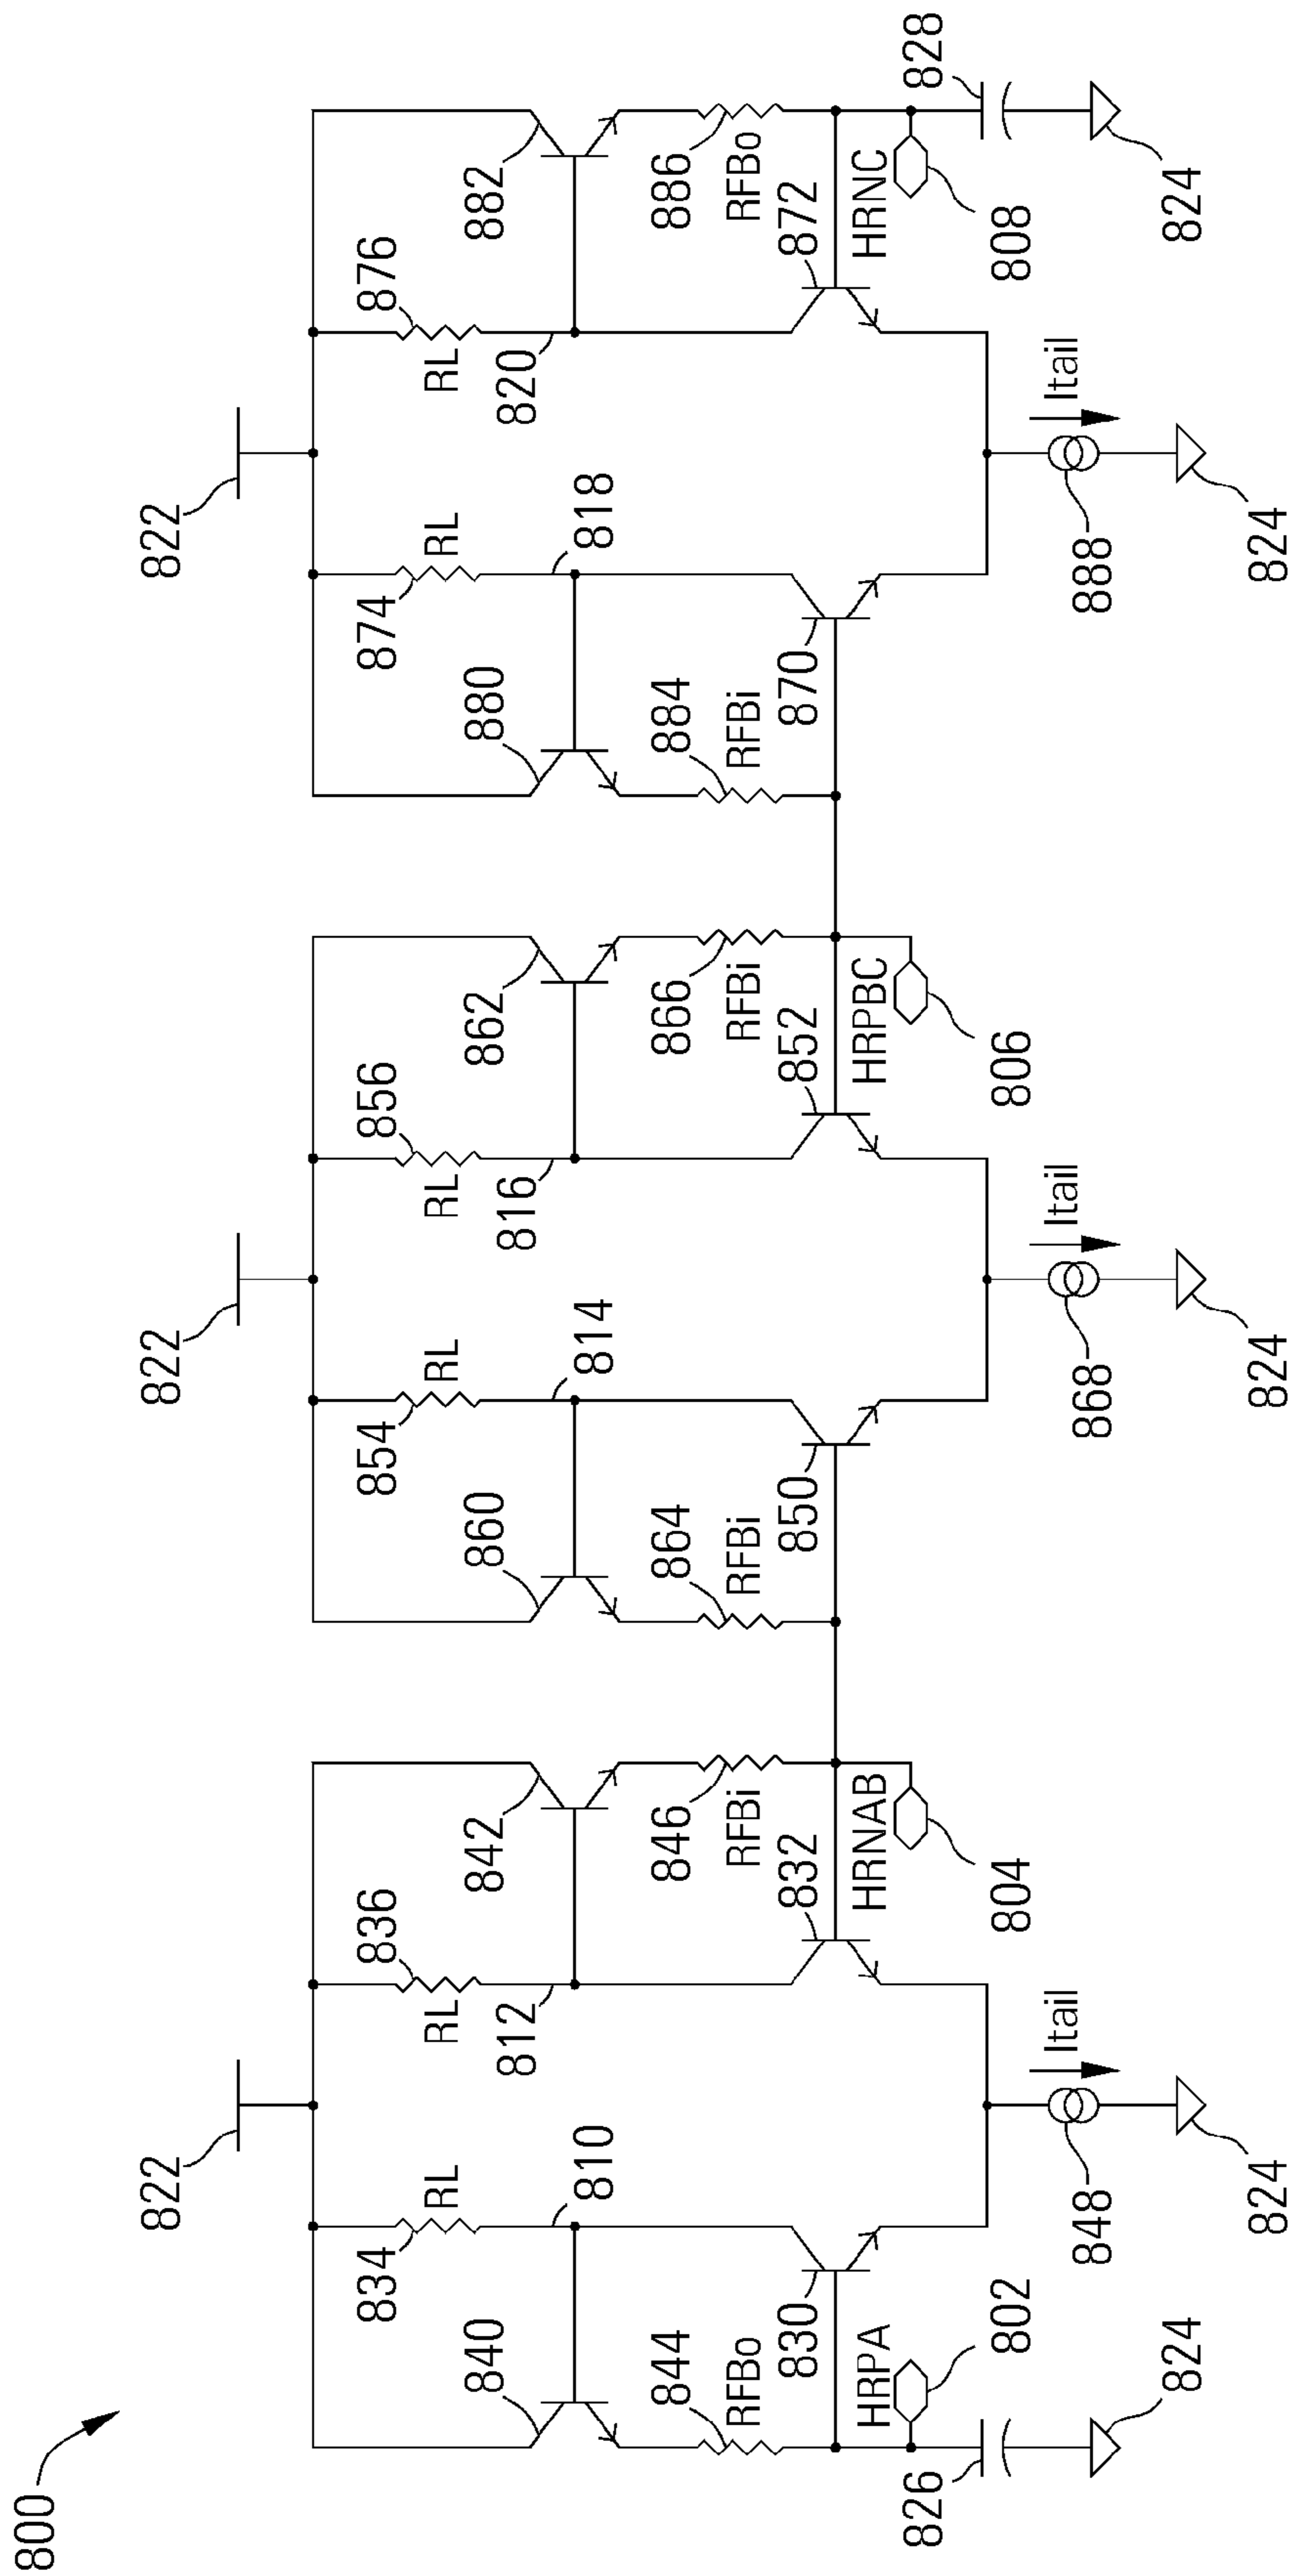 800
822
822
822
834
RL
836
RL
854
RL
856
RL
874
RL
876
RL
840
810
812
842
860
814
816
862
880
818
820
882
844
RFBo
846
RFBi
864
RFBi
866
RFBi
884
RFBi
886
RFBo
830
832
850
852
870
872
HRPA
802
HRNAB
804
HRPBC
806
HRNC
808
826
828
848
Itail
868
Itail
888
Itail
824
824
824
824
824